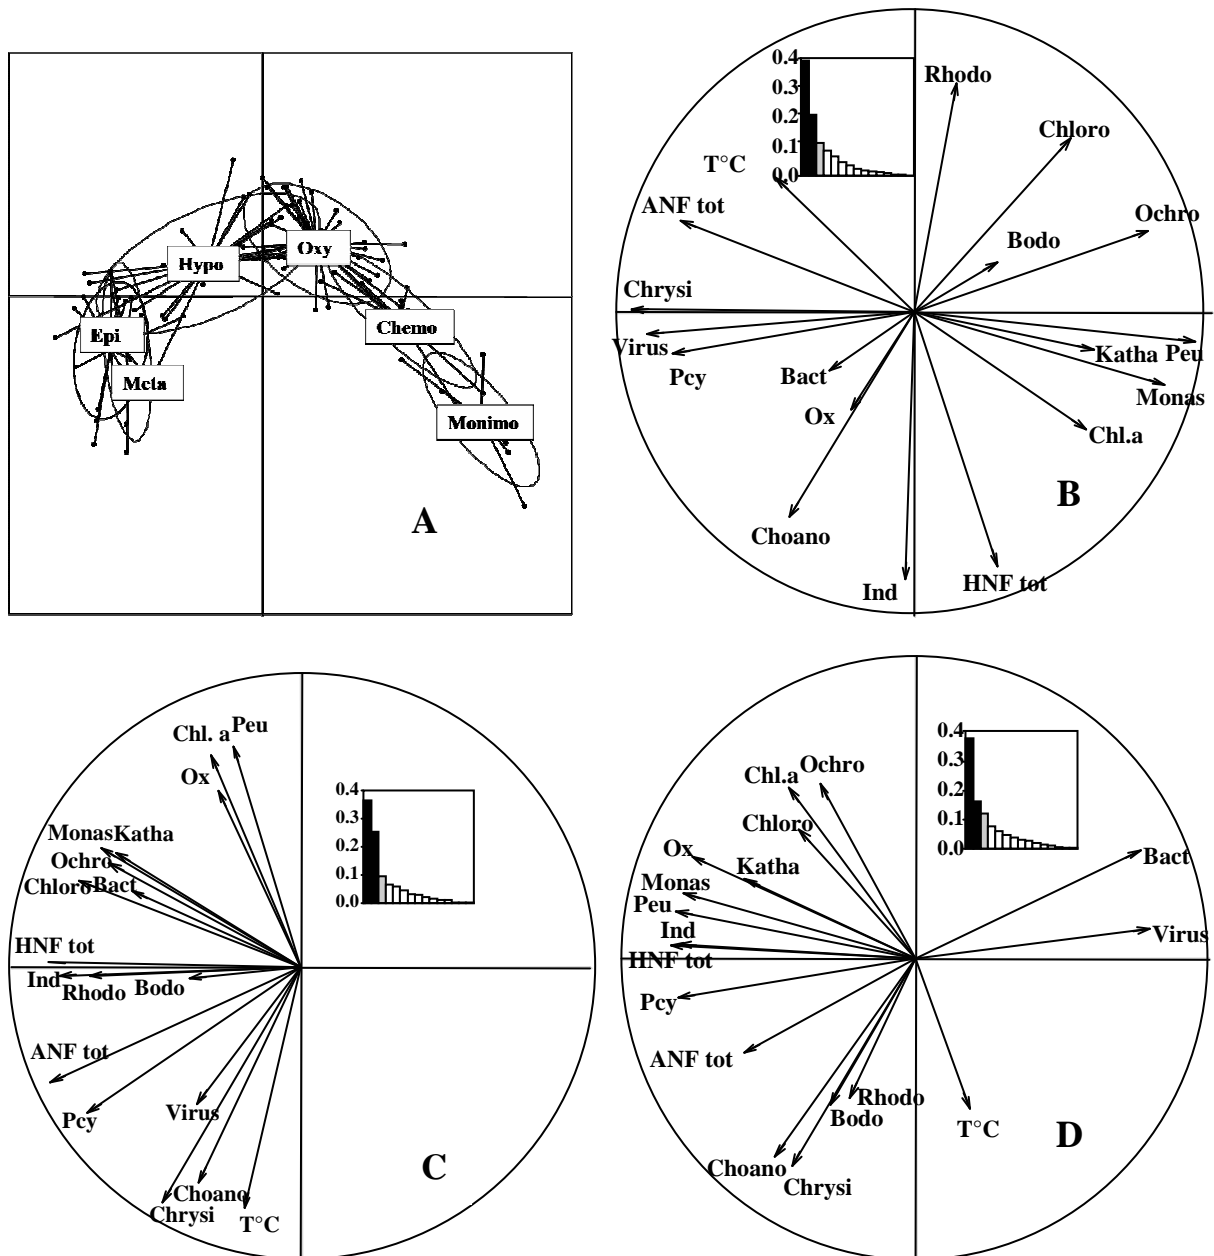 Hypo
Oxy
Epi
Meta
Chemo
Monimo
A
0.4
0.3
0.2
0.1
0.0
Rhodo
Chloro
T°C
ANF tot
Ochro
Bodo
Chrysi
Virus
Pcy
Bact
Ox
Katha
Peu
Monas
Chl.a
Choano
Ind
HNF tot
B
Chl. a
Peu
Ox
0.4
0.3
0.2
0.1
0.0
Monas
Katha
Ochro
Chloro
Bact
HNF tot
Ind
Rhodo
Bodo
ANF tot
Pcy
Virus
Choano
Chrysi
T°C
C
0.4
0.3
0.2
0.1
0.0
Chl.a
Ochro
Chloro
Ox
Katha
Monas
Peu
Ind
HNF tot
Pcy
ANF tot
Bact
Virus
Rhodo
Bodo
Choano
Chrysi
T°C
D